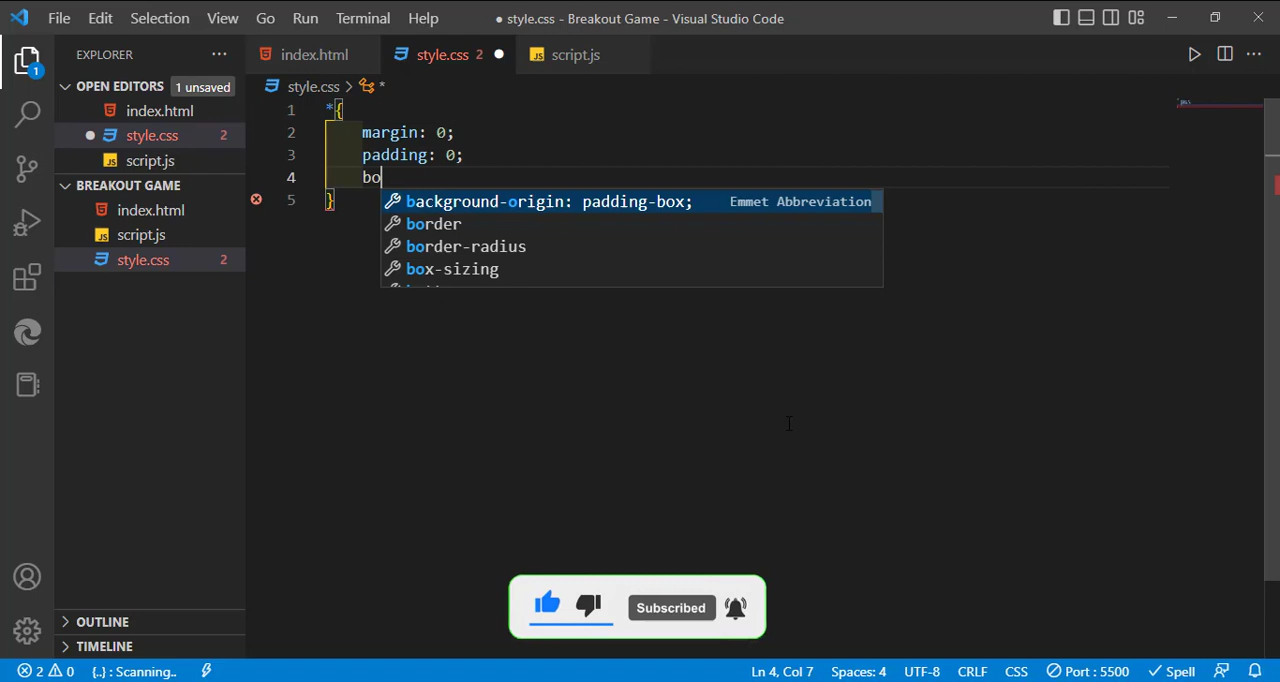 File Edit Selection View Go Run Terminal Help ● style.css - Breakout Game - Visual Studio Code
EXPLORER
OPEN EDITORS 1 unsaved
index.html
style.css 2
script.js
BREAKOUT GAME
index.html
script.js
style.css 2
OUTLINE
TIMELINE
1
index.html style.css 2 script.js
style.css > *
1 *{
2 margin: 0;
3 padding: 0;
4 bo
5 }
background-origin: padding-box; Emmet Abbreviation
border
border-radius
box-sizing
Subscribed
2 0 {..} : Scanning.. Ln 4, Col 7 Spaces: 4 UTF-8 CRLF CSS Port : 5500 Spell